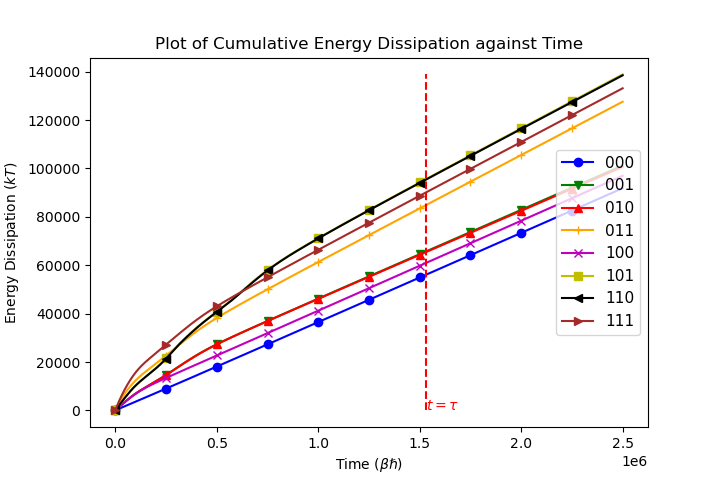 Plot of Cumulative Energy Dissipation against Time
Energy Dissipation (kT)
140000
120000
100000
80000
60000
40000
20000
0
000
001
010
011
100
101
110
111
t = τ
0.0 0.5 1.0 1.5 2.0 2.5
1e6
Time (βħ)